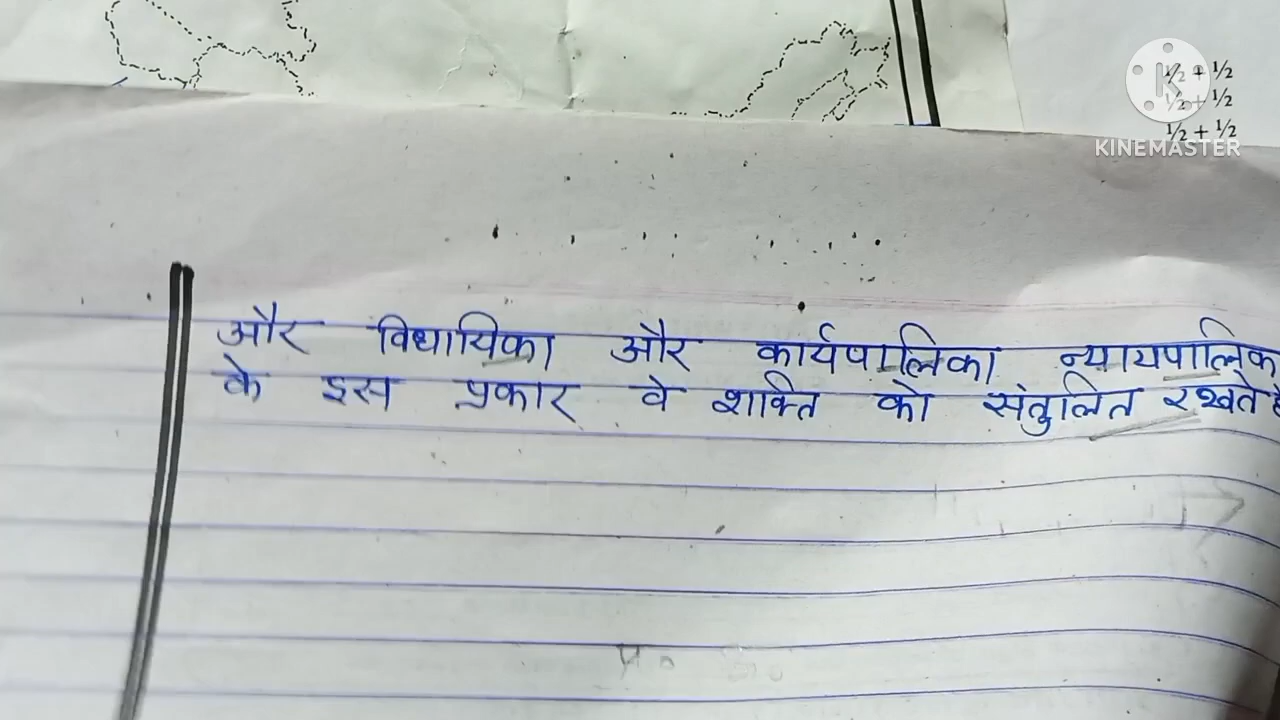 ½ + ½
½ + ½
½ + ½
KINEMASTER
और विधायिका और कार्यपालिका न्यायपालिक
के इस प्रकार वे शक्ति को संतुलित रखते